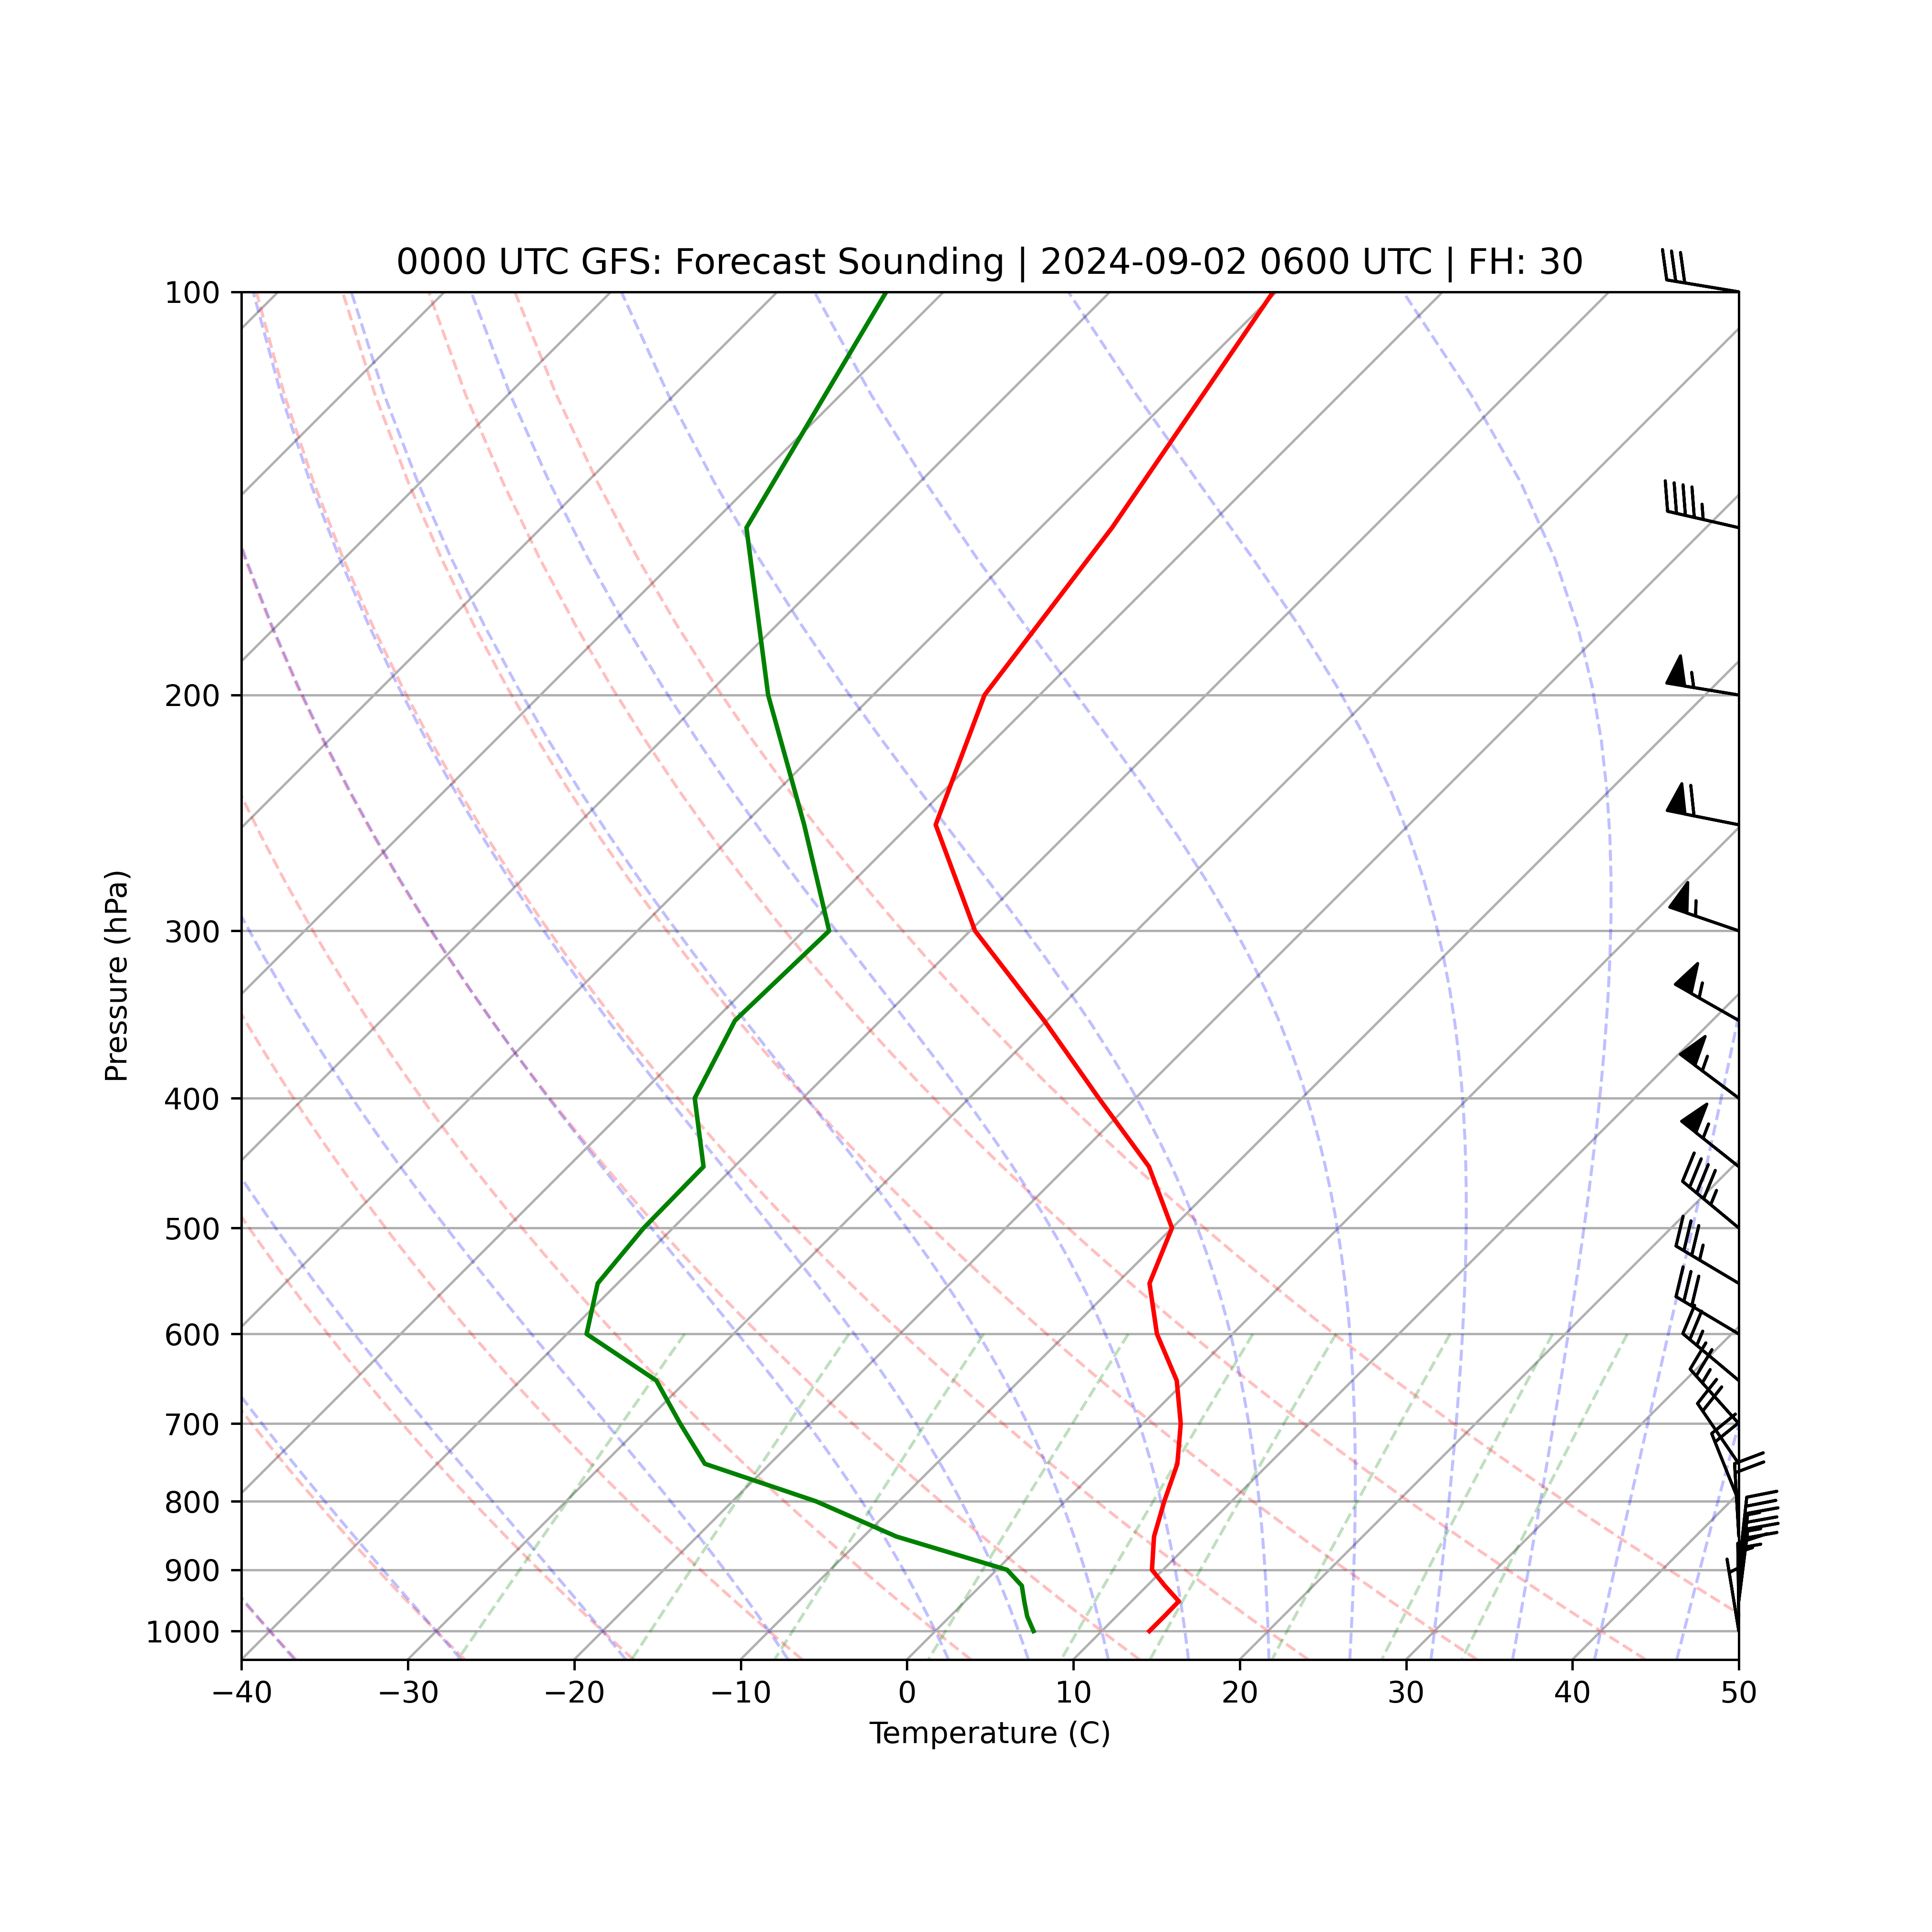 0000 UTC GFS: Forecast Sounding | 2024-09-02 0600 UTC | FH: 30
100
200
300
400
500
600
700
800
900
1000
Pressure (hPa)
−40 −30 −20 −10 0 10 20 30 40 50
Temperature (C)